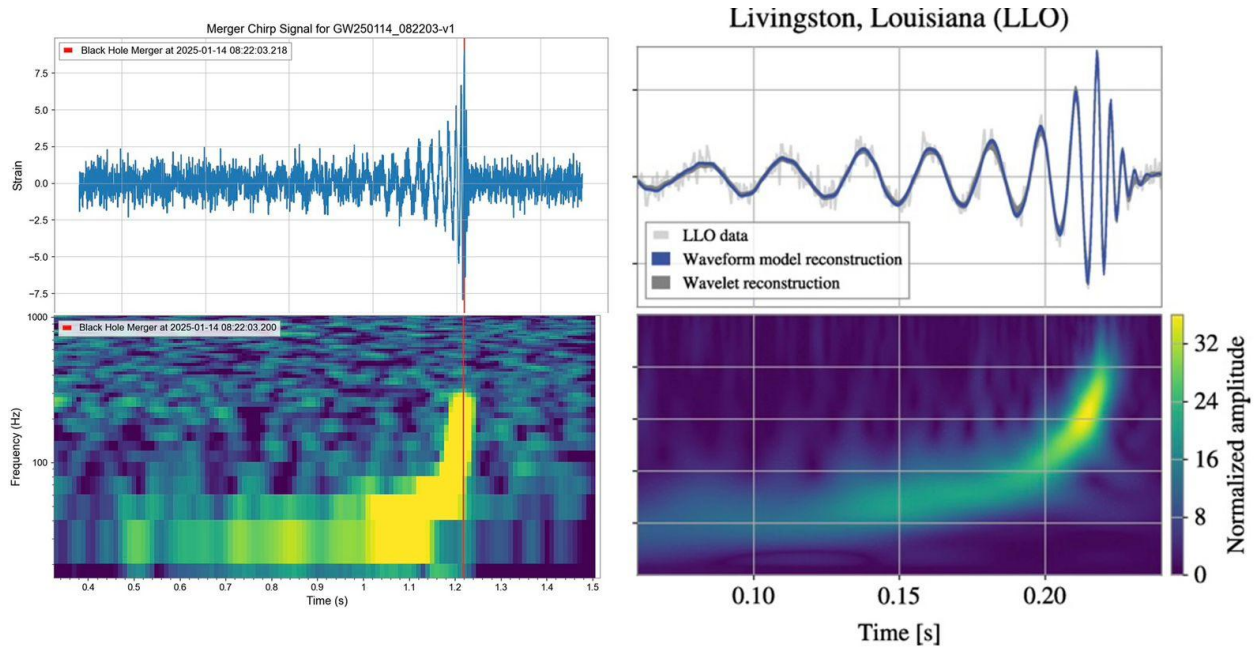 Merger Chirp Signal for GW250114_082203-v1
Black Hole Merger at 2025-01-14 08:22:03.218
7.5
5.0
2.5
0.0
−2.5
−5.0
−7.5
Strain
Black Hole Merger at 2025-01-14 08:22:03.200
1000
100
Frequency (Hz)
0.4 0.5 0.6 0.7 0.8 0.9 1 1.1 1.2 1.3 1.4 1.5
Time (s)
Livingston, Louisiana (LLO)
LLO data
Waveform model reconstruction
Wavelet reconstruction
32
24
16
8
0
Normalized amplitude
0.10 0.15 0.20
Time [s]